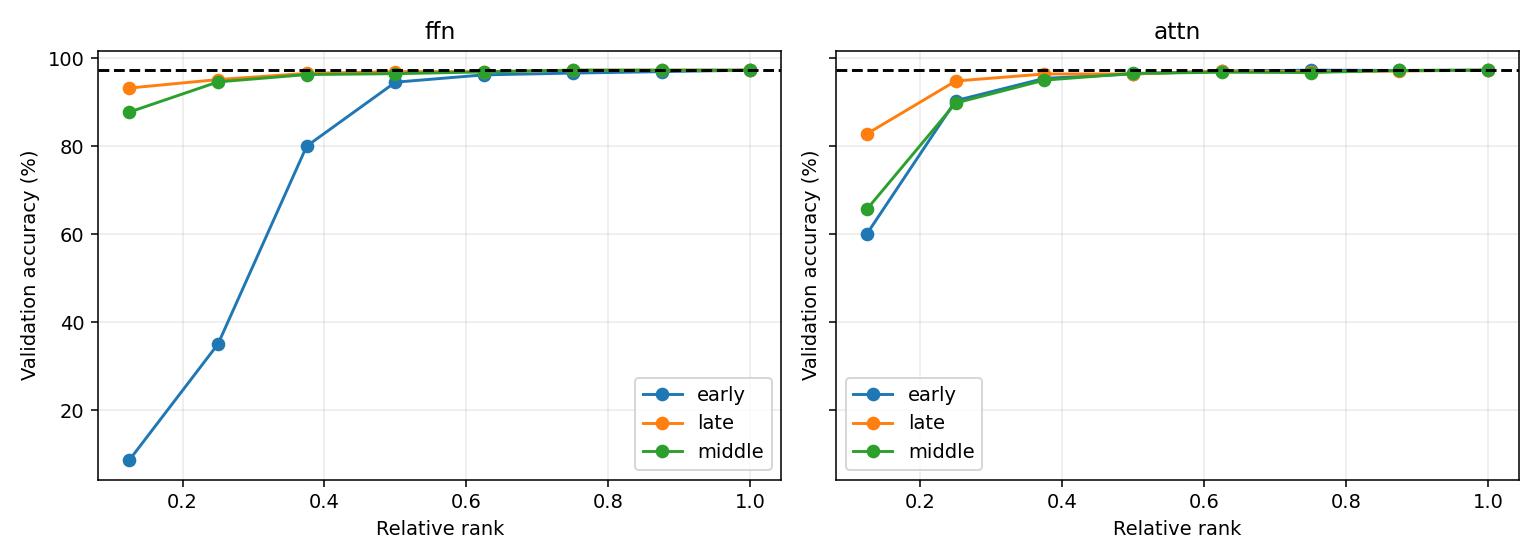 ffn
Validation accuracy (%)
100
80
60
40
20
0.2
0.4
0.6
0.8
1.0
Relative rank
early
late
middle
attn
Validation accuracy (%)
0.2
0.4
0.6
0.8
1.0
Relative rank
early
late
middle